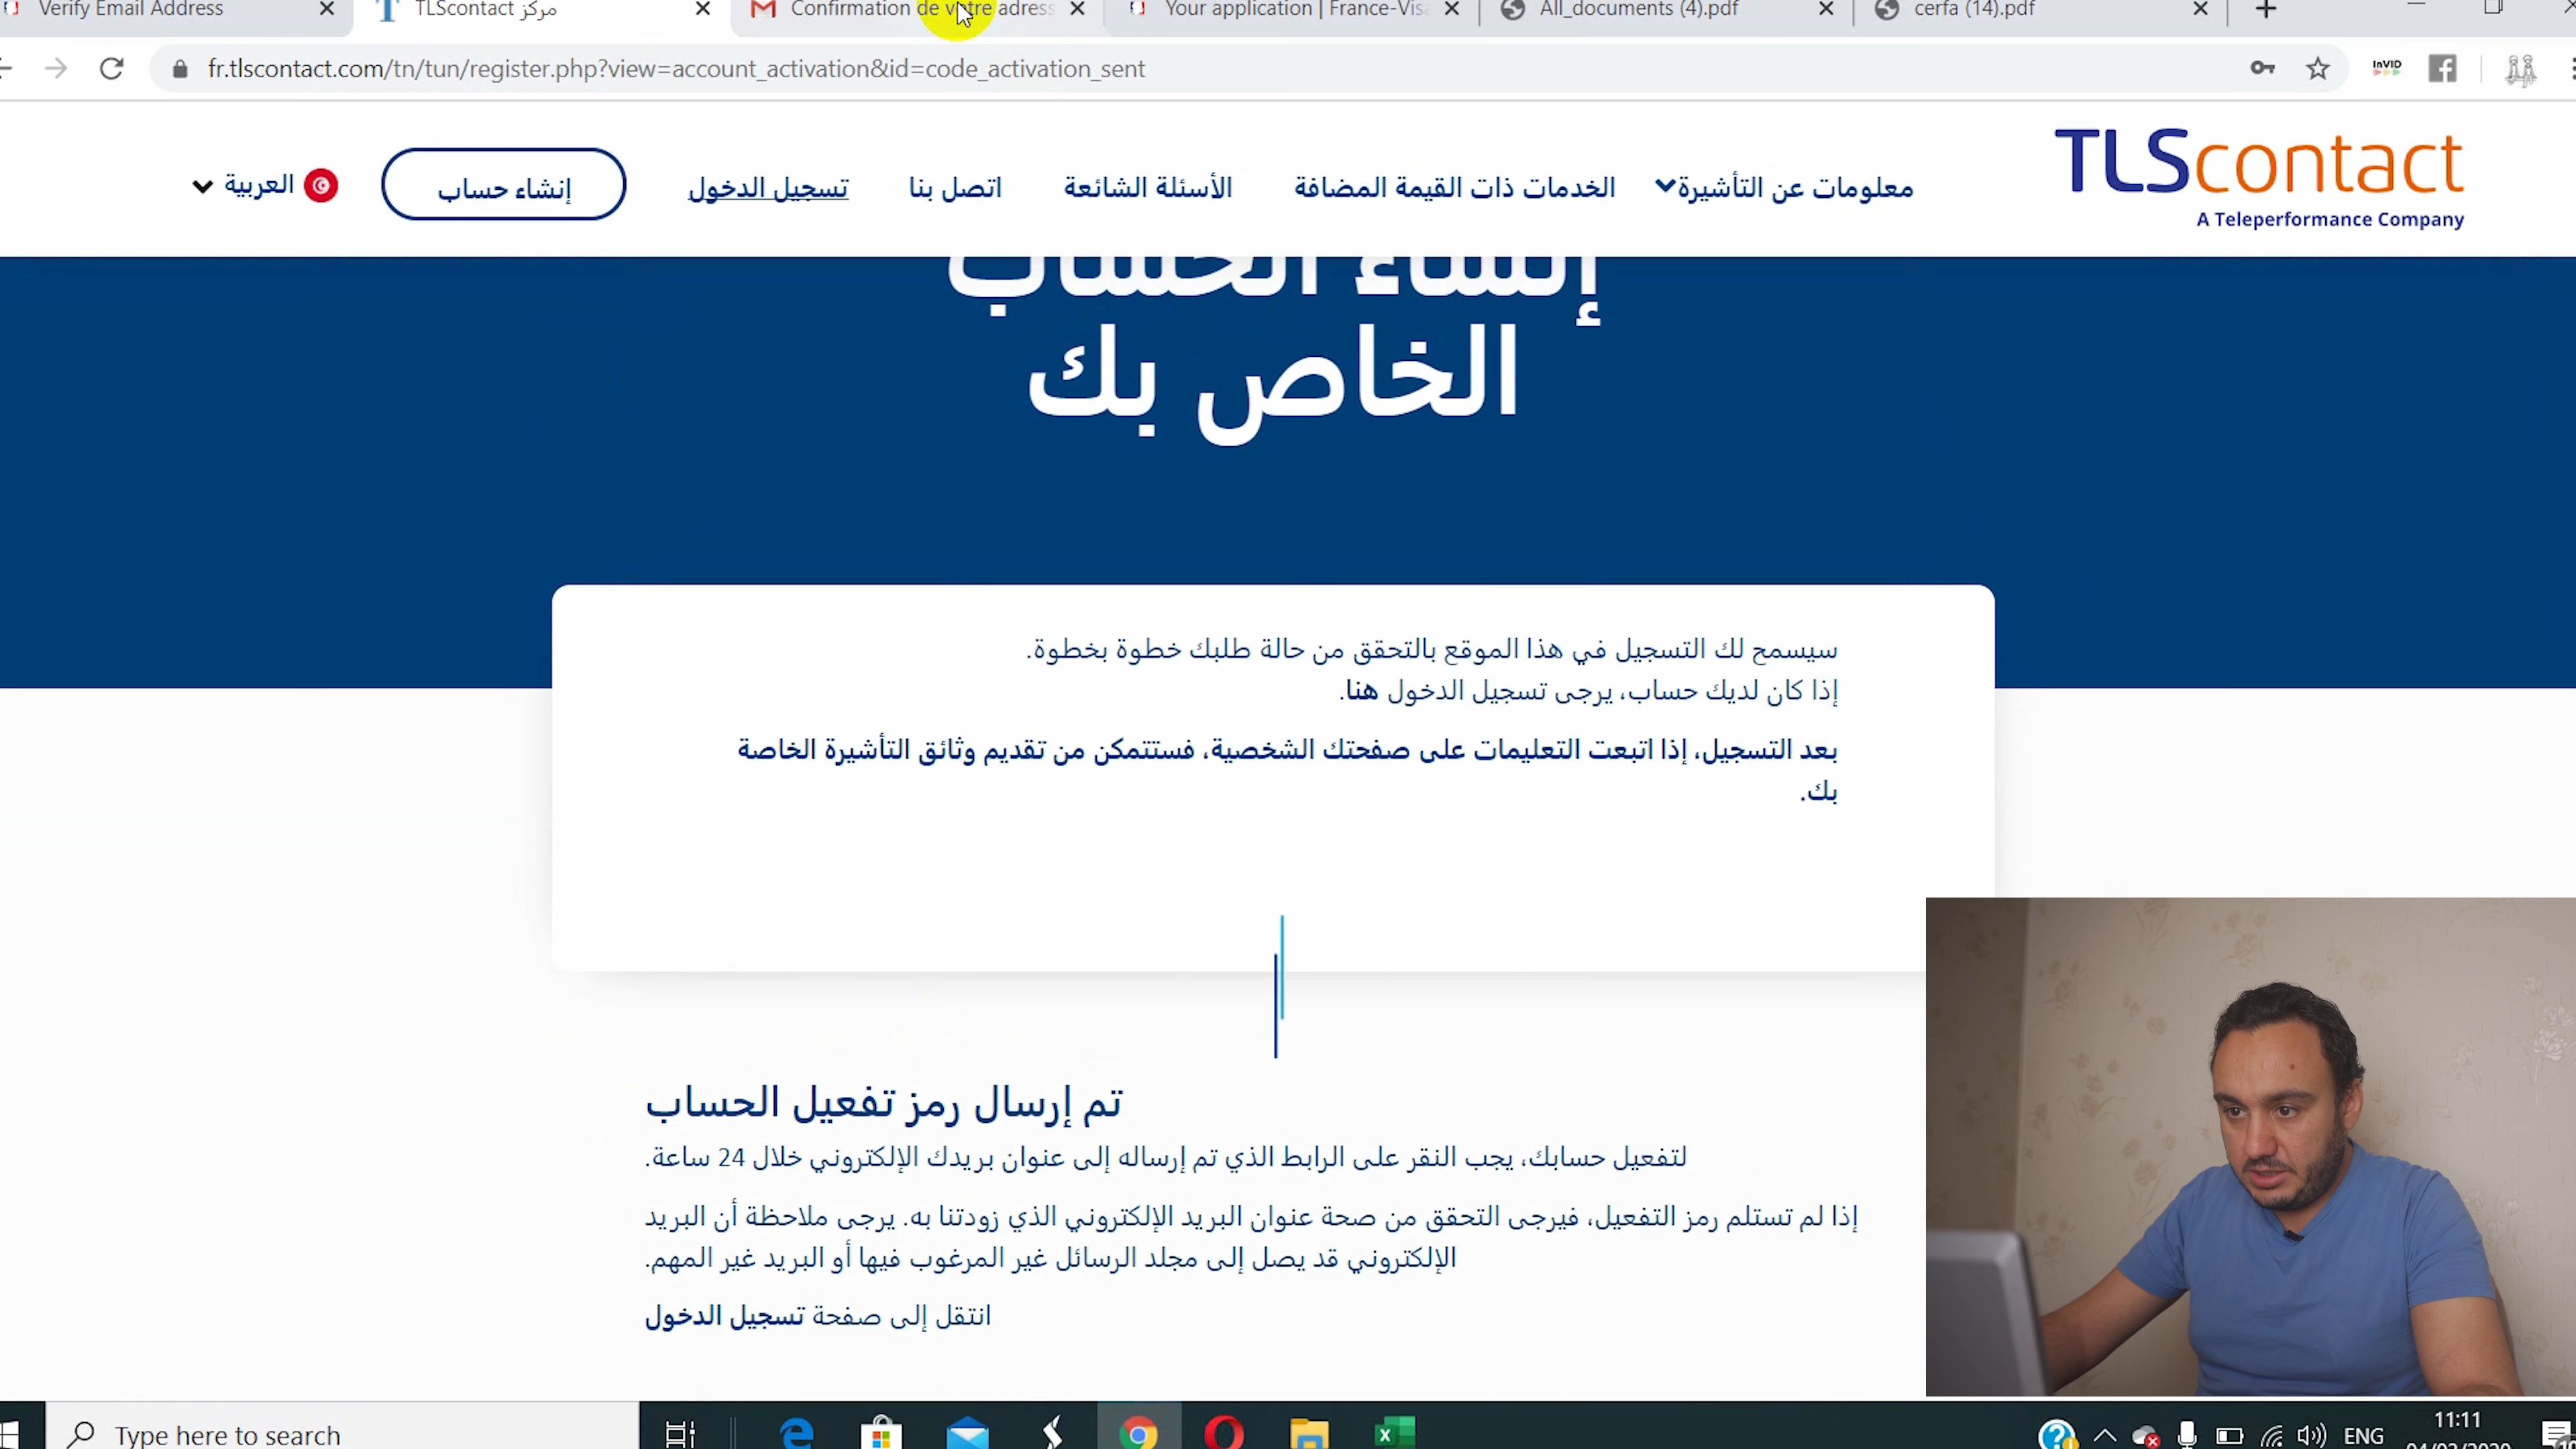 Verify Email Address
TLScontact مركز
Confirmation de votre adress
Your application | France-Visa
All_documents (4).pdf
cerfa (14).pdf
fr.tlscontact.com/tn/tun/register.php?view=account_activation&id=code_activation_sent
InVID
TLScontact
A Teleperformance Company
معلومات عن التأشيرة
الخدمات ذات القيمة المضافة
الأسئلة الشائعة
اتصل بنا
تسجيل الدخول
إنشاء حساب
العربية
إنشاء الحساب
الخاص بك
سيسمح لك التسجيل في هذا الموقع بالتحقق من حالة طلبك خطوة بخطوة.
إذا كان لديك حساب، يرجى تسجيل الدخول هنا.
بعد التسجيل، إذا اتبعت التعليمات على صفحتك الشخصية، فستتمكن من تقديم وثائق التأشيرة الخاصة
بك.
تم إرسال رمز تفعيل الحساب
لتفعيل حسابك، يجب النقر على الرابط الذي تم إرساله إلى عنوان بريدك الإلكتروني خلال 24 ساعة.
إذا لم تستلم رمز التفعيل، فيرجى التحقق من صحة عنوان البريد الإلكتروني الذي زودتنا به. يرجى ملاحظة أن البريد
الإلكتروني قد يصل إلى مجلد الرسائل غير المرغوب فيها أو البريد غير المهم.
انتقل إلى صفحة تسجيل الدخول
Type here to search
ENG
11:11